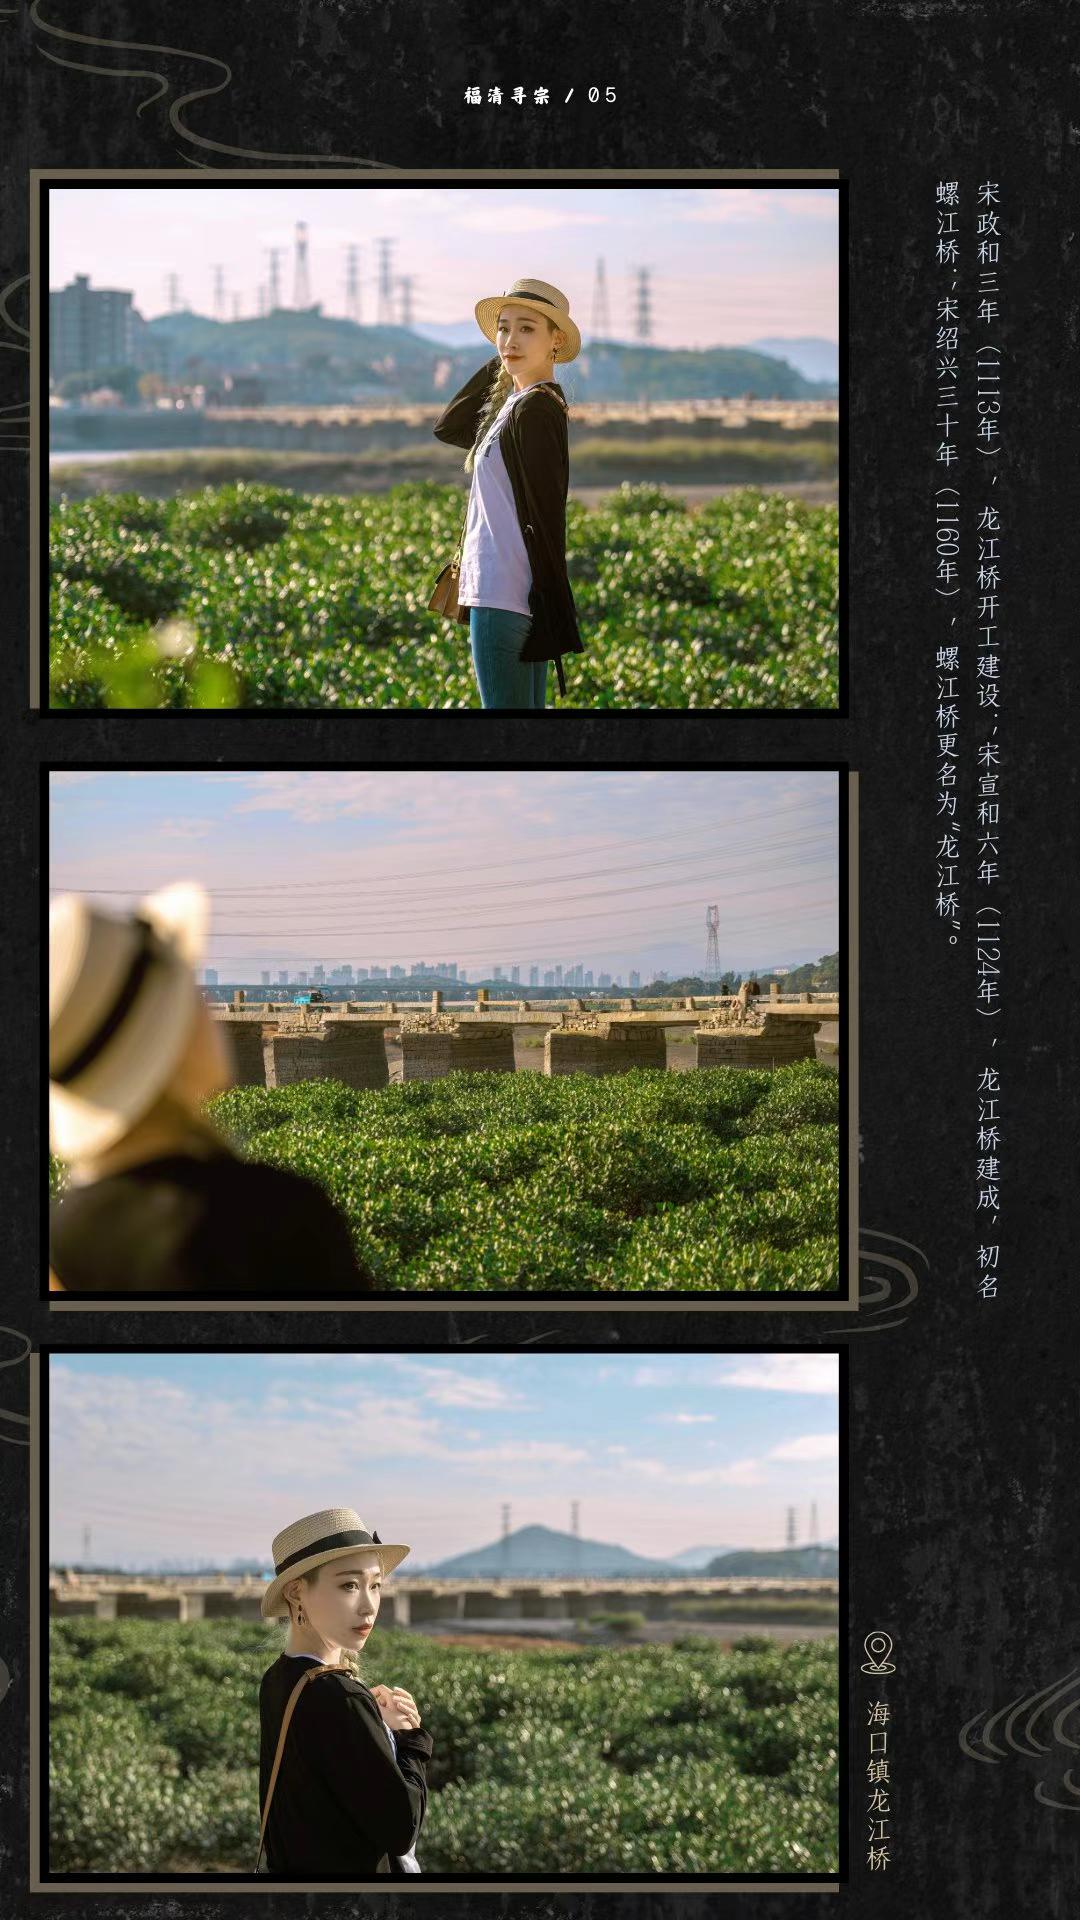 福清寻宗 / 05
宋政和三年（1113年），龙江桥开工建设；，宋宣和六年（1124年），龙江桥建成，初名
螺江桥；，宋绍兴三十年（1160年），螺江桥更名为“龙江桥”。
海口镇龙江桥